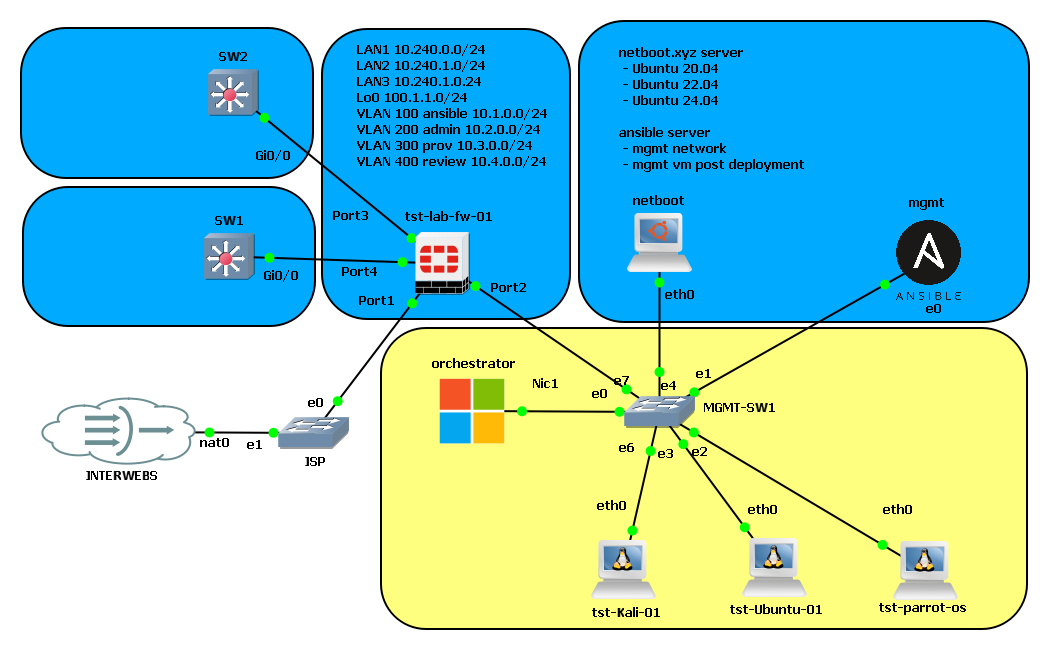 SW2
Gi0/0
SW1
Gi0/0
LAN1 10.240.0.0/24
LAN2 10.240.1.0/24
LAN3 10.240.1.0.24
Lo0 100.1.1.0/24
VLAN 100 ansible 10.1.0.0/24
VLAN 200 admin 10.2.0.0/24
VLAN 300 prov 10.3.0.0/24
VLAN 400 review 10.4.0.0/24
Port3
tst-lab-fw-01
Port4
Port1
Port2
netboot.xyz server
- Ubuntu 20.04
- Ubuntu 22.04
- Ubuntu 24.04
ansible server
- mgmt network
- mgmt vm post deployment
netboot
eth0
mgmt
ANSIBLE
e0
orchestrator
Nic1
e0
e7
e4
e1
MGMT-SW1
e6
e3
e2
eth0
eth0
eth0
tst-Kali-01
tst-Ubuntu-01
tst-parrot-os
e0
nat0
e1
ISP
INTERWEBS